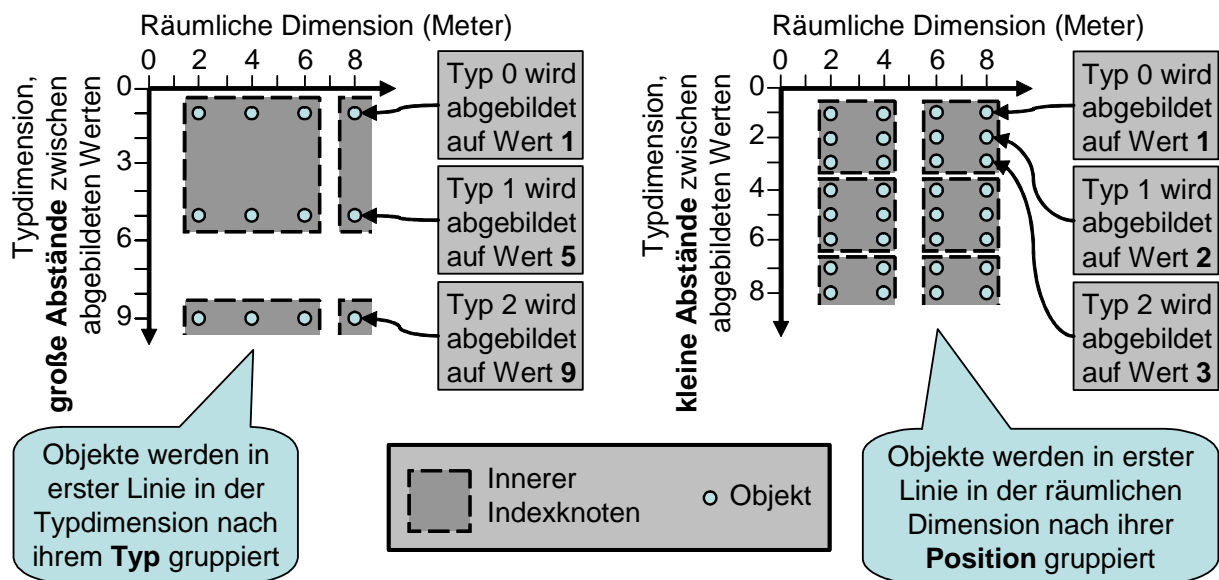 Räumliche Dimension (Meter)
0 2 4 6 8
0
3
6
9
Typdimension,
große Abstände zwischen
abgebildeten Werten
Typ 0 wird
abgebildet
auf Wert 1
Typ 1 wird
abgebildet
auf Wert 5
Typ 2 wird
abgebildet
auf Wert 9
Objekte werden in
erster Linie in der
Typdimension nach
ihrem Typ gruppiert
Räumliche Dimension (Meter)
0 2 4 6 8
0
2
4
6
8
Typdimension,
kleine Abstände zwischen
abgebildeten Werten
Typ 0 wird
abgebildet
auf Wert 1
Typ 1 wird
abgebildet
auf Wert 2
Typ 2 wird
abgebildet
auf Wert 3
Objekte werden in erster
Linie in der räumlichen
Dimension nach ihrer
Position gruppiert
Innerer
Indexknoten
Objekt